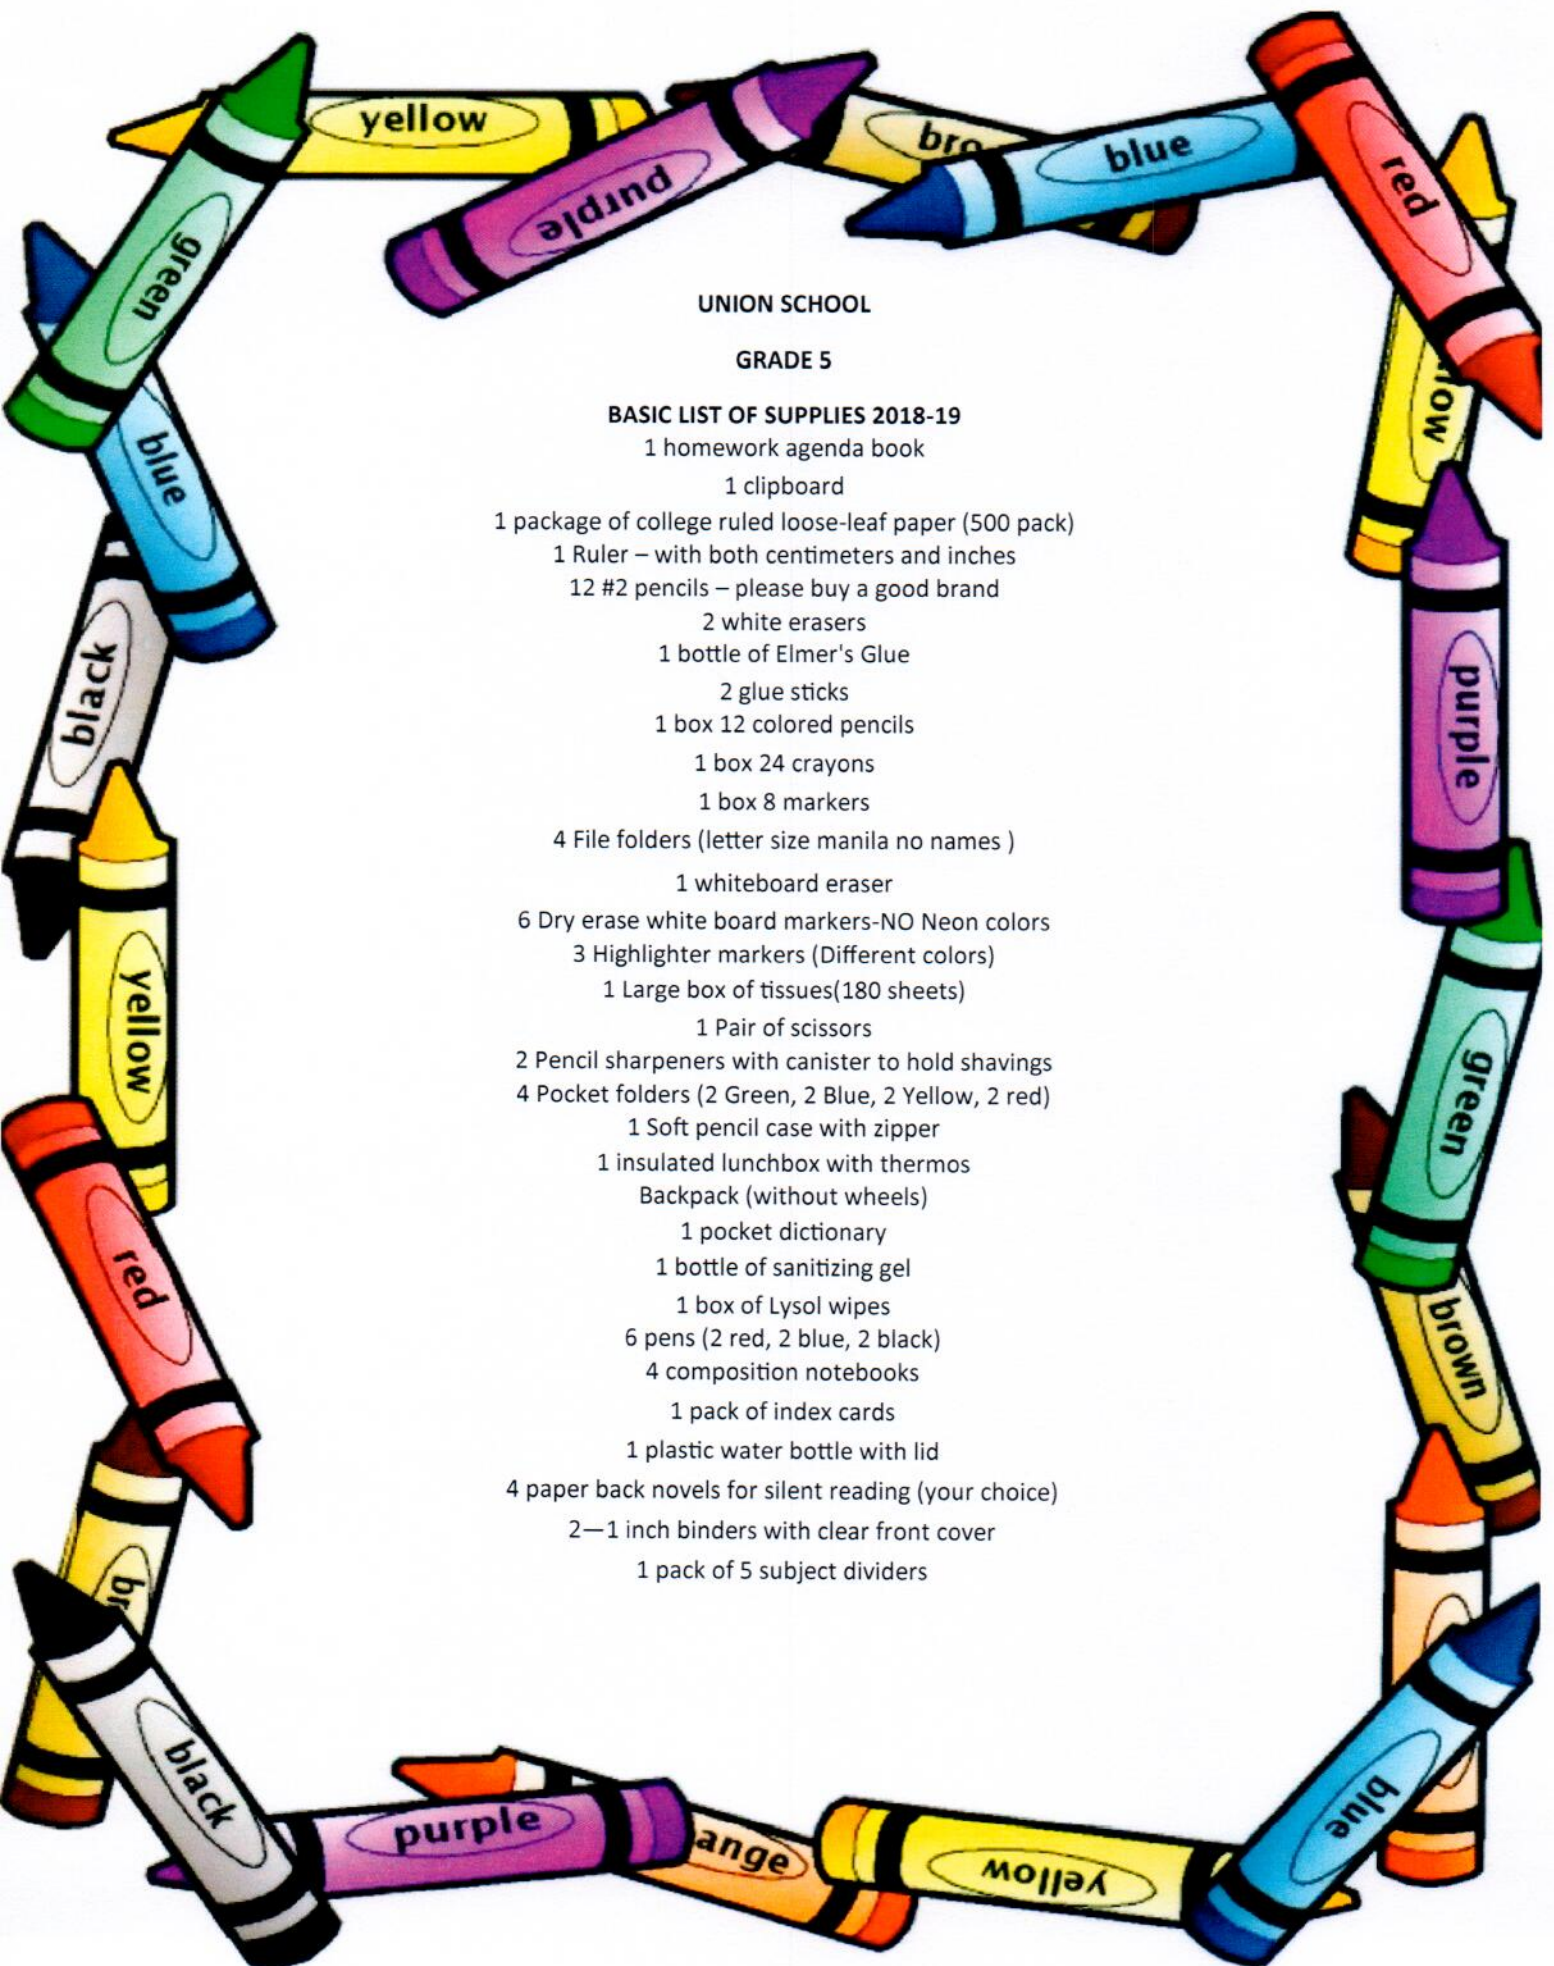 yellow
purple
bro
blue
red
green
blue
low
black
purple
yellow
green
red
brown
br
black
purple
ange
yellow
blue
UNION SCHOOL
GRADE 5
BASIC LIST OF SUPPLIES 2018-19
1 homework agenda book
1 clipboard
1 package of college ruled loose-leaf paper (500 pack)
1 Ruler – with both centimeters and inches
12 #2 pencils – please buy a good brand
2 white erasers
1 bottle of Elmer's Glue
2 glue sticks
1 box 12 colored pencils
1 box 24 crayons
1 box 8 markers
4 File folders (letter size manila no names )
1 whiteboard eraser
6 Dry erase white board markers-NO Neon colors
3 Highlighter markers (Different colors)
1 Large box of tissues(180 sheets)
1 Pair of scissors
2 Pencil sharpeners with canister to hold shavings
4 Pocket folders (2 Green, 2 Blue, 2 Yellow, 2 red)
1 Soft pencil case with zipper
1 insulated lunchbox with thermos
Backpack (without wheels)
1 pocket dictionary
1 bottle of sanitizing gel
1 box of Lysol wipes
6 pens (2 red, 2 blue, 2 black)
4 composition notebooks
1 pack of index cards
1 plastic water bottle with lid
4 paper back novels for silent reading (your choice)
2—1 inch binders with clear front cover
1 pack of 5 subject dividers